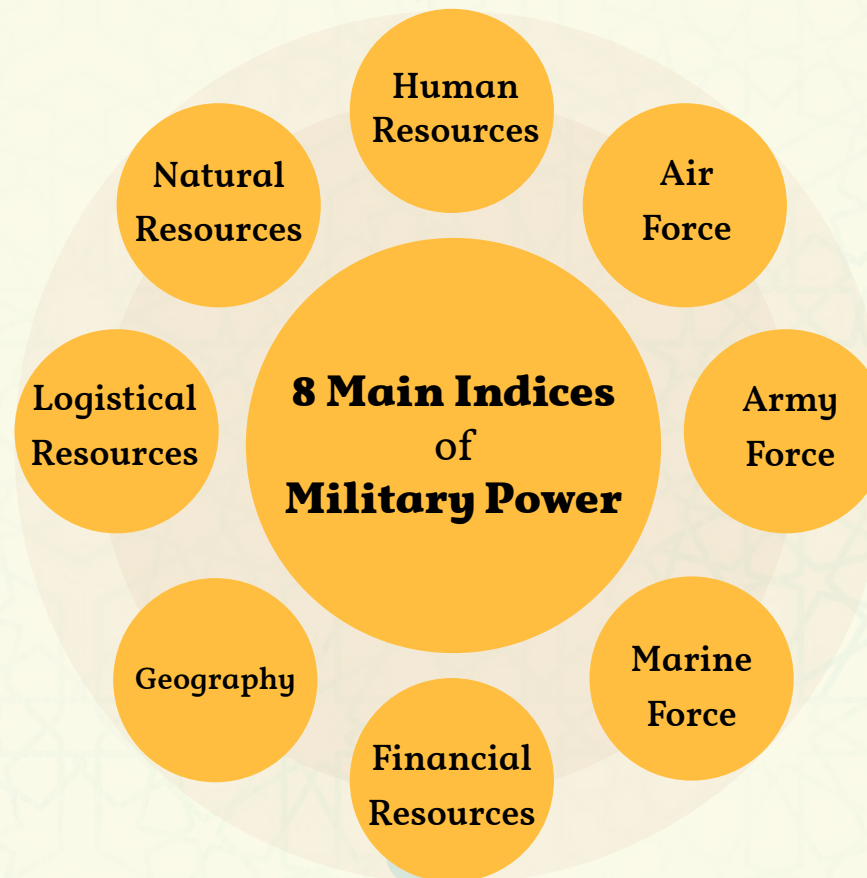 8 Main Indices
of
Military Power
Human
Resources
Air
Force
Army
Force
Marine
Force
Financial
Resources
Geography
Logistical
Resources
Natural
Resources